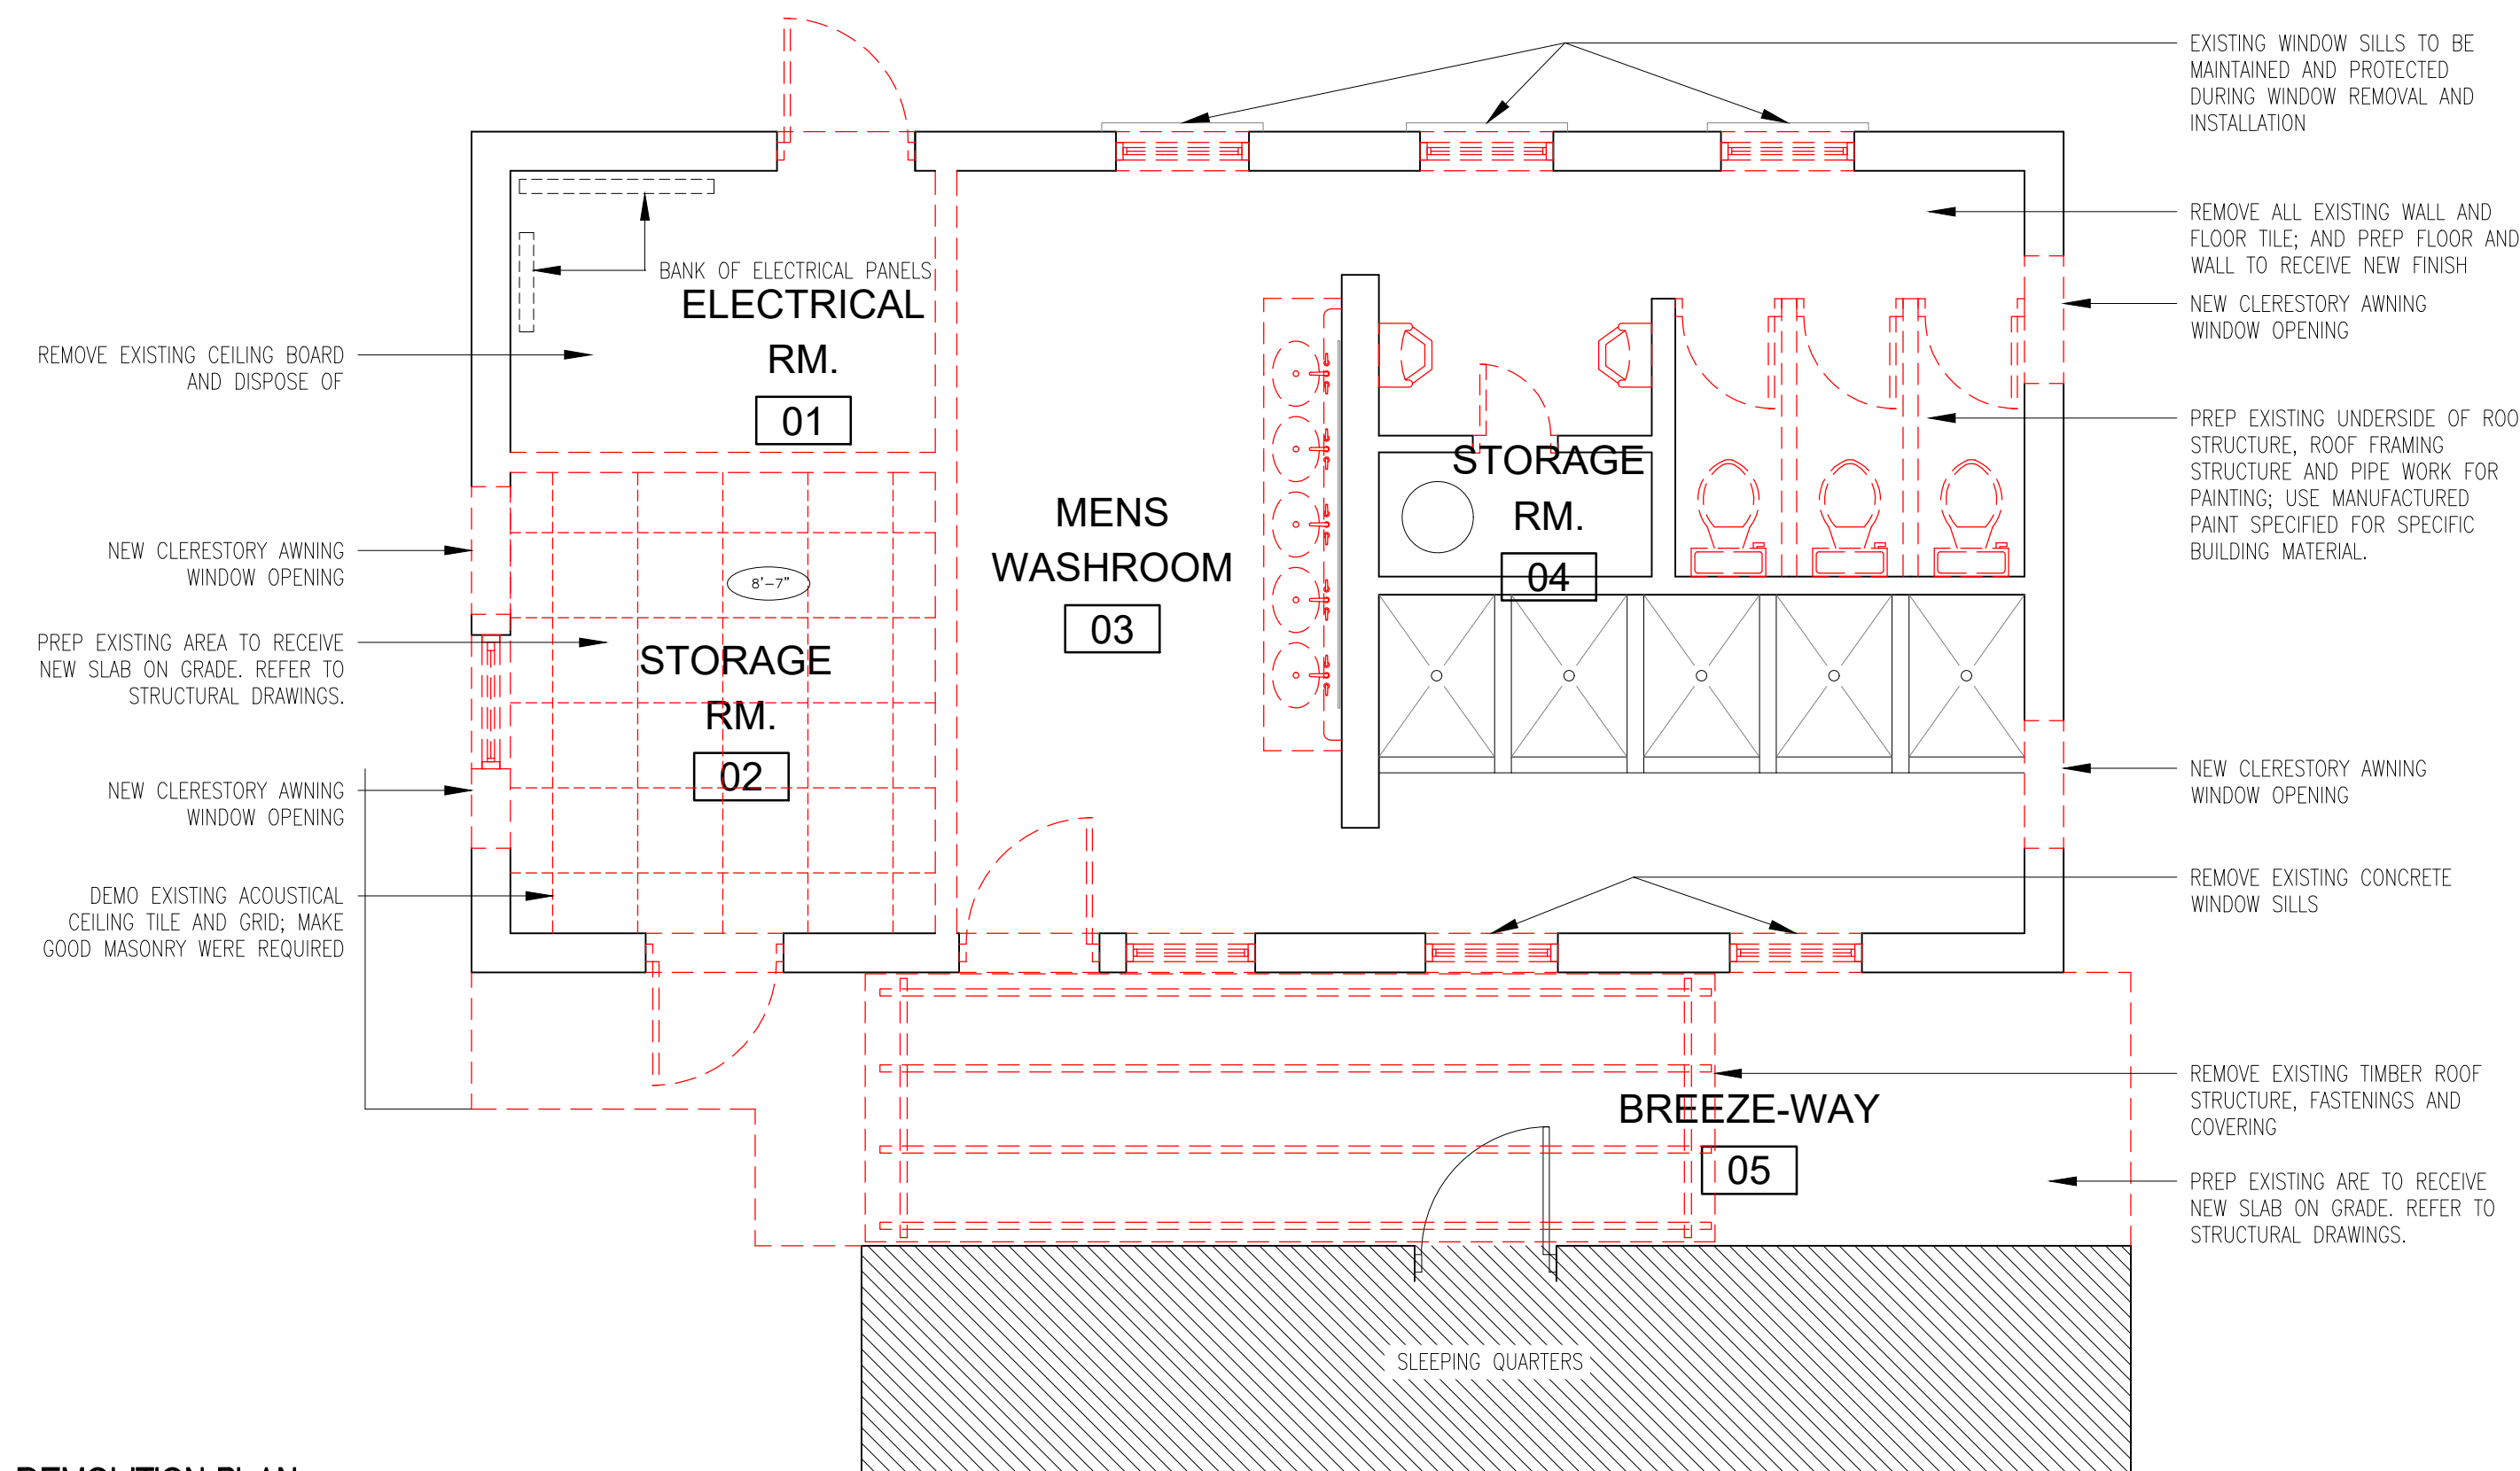 EXISTING WINDOW SILLS TO BE
MAINTAINED AND PROTECTED
DURING WINDOW REMOVAL AND
INSTALLATION
REMOVE ALL EXISTING WALL AND
FLOOR TILE; AND PREP FLOOR AND
WALL TO RECEIVE NEW FINISH
NEW CLERESTORY AWNING
WINDOW OPENING
PREP EXISTING UNDERSIDE OF ROO
STRUCTURE, ROOF FRAMING
STRUCTURE AND PIPE WORK FOR
PAINTING; USE MANUFACTURED
PAINT SPECIFIED FOR SPECIFIC
BUILDING MATERIAL.
NEW CLERESTORY AWNING
WINDOW OPENING
REMOVE EXISTING CONCRETE
WINDOW SILLS
REMOVE EXISTING TIMBER ROOF
STRUCTURE, FASTENINGS AND
COVERING
PREP EXISTING ARE TO RECEIVE
NEW SLAB ON GRADE. REFER TO
STRUCTURAL DRAWINGS.
BANK OF ELECTRICAL PANELS
ELECTRICAL
RM.
01
REMOVE EXISTING CEILING BOARD
AND DISPOSE OF
NEW CLERESTORY AWNING
WINDOW OPENING
PREP EXISTING AREA TO RECEIVE
NEW SLAB ON GRADE. REFER TO
STRUCTURAL DRAWINGS.
NEW CLERESTORY AWNING
WINDOW OPENING
DEMO EXISTING ACOUSTICAL
CEILING TILE AND GRID; MAKE
GOOD MASONRY WERE REQUIRED
8'-7"
STORAGE
RM.
02
MENS
WASHROOM
03
STORAGE
RM.
04
BREEZE-WAY
05
SLEEPING QUARTERS
DEMOLITION PLAN